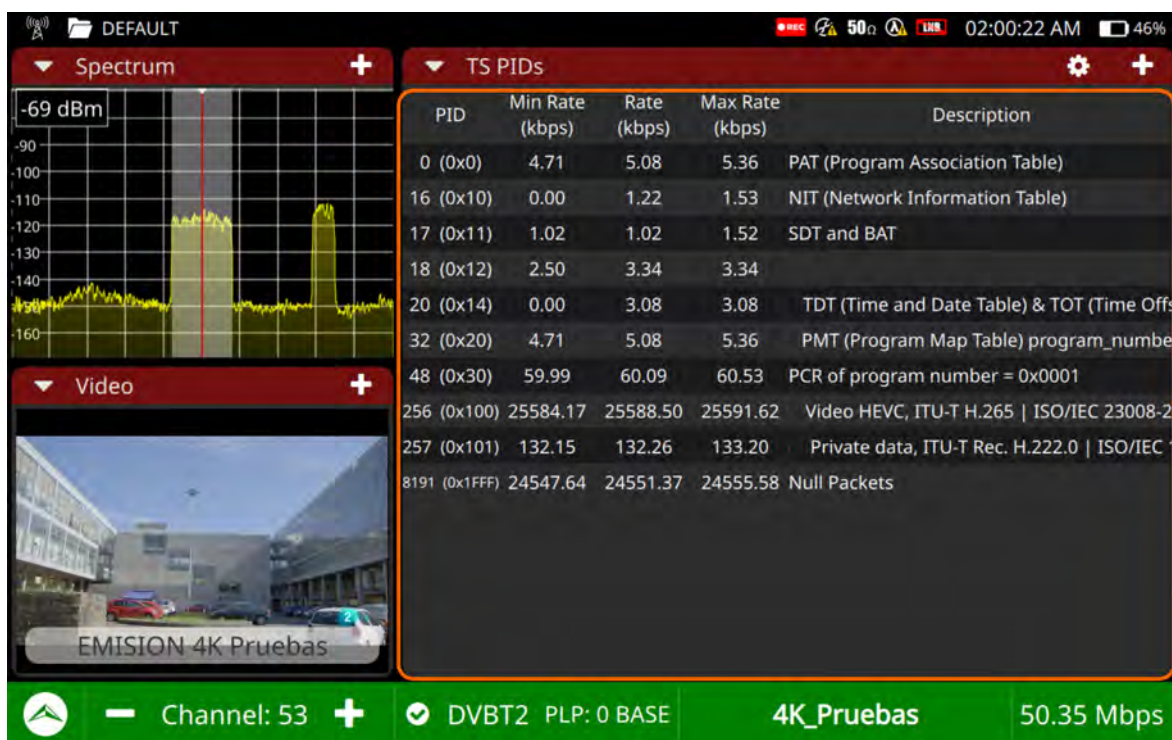 DEFAULT
REC 50Ω LNB 02:00:22 AM 46%
Spectrum
-69 dBm
-90
-100
-110
-120
-130
-140
-150
-160
Video
2
EMISION 4K Pruebas
TS PIDs
PID Min Rate (kbps) Rate (kbps) Max Rate (kbps) Description
0 (0x0) 4.71 5.08 5.36 PAT (Program Association Table)
16 (0x10) 0.00 1.22 1.53 NIT (Network Information Table)
17 (0x11) 1.02 1.02 1.52 SDT and BAT
18 (0x12) 2.50 3.34 3.34
20 (0x14) 0.00 3.08 3.08 TDT (Time and Date Table) & TOT (Time Offs
32 (0x20) 4.71 5.08 5.36 PMT (Program Map Table) program_numbe
48 (0x30) 59.99 60.09 60.53 PCR of program number = 0x0001
256 (0x100) 25584.17 25588.50 25591.62 Video HEVC, ITU-T H.265 | ISO/IEC 23008-2
257 (0x101) 132.15 132.26 133.20 Private data, ITU-T Rec. H.222.0 | ISO/IEC
8191 (0x1FFF) 24547.64 24551.37 24555.58 Null Packets
Channel: 53 DVBT2 PLP: 0 BASE 4K_Pruebas 50.35 Mbps